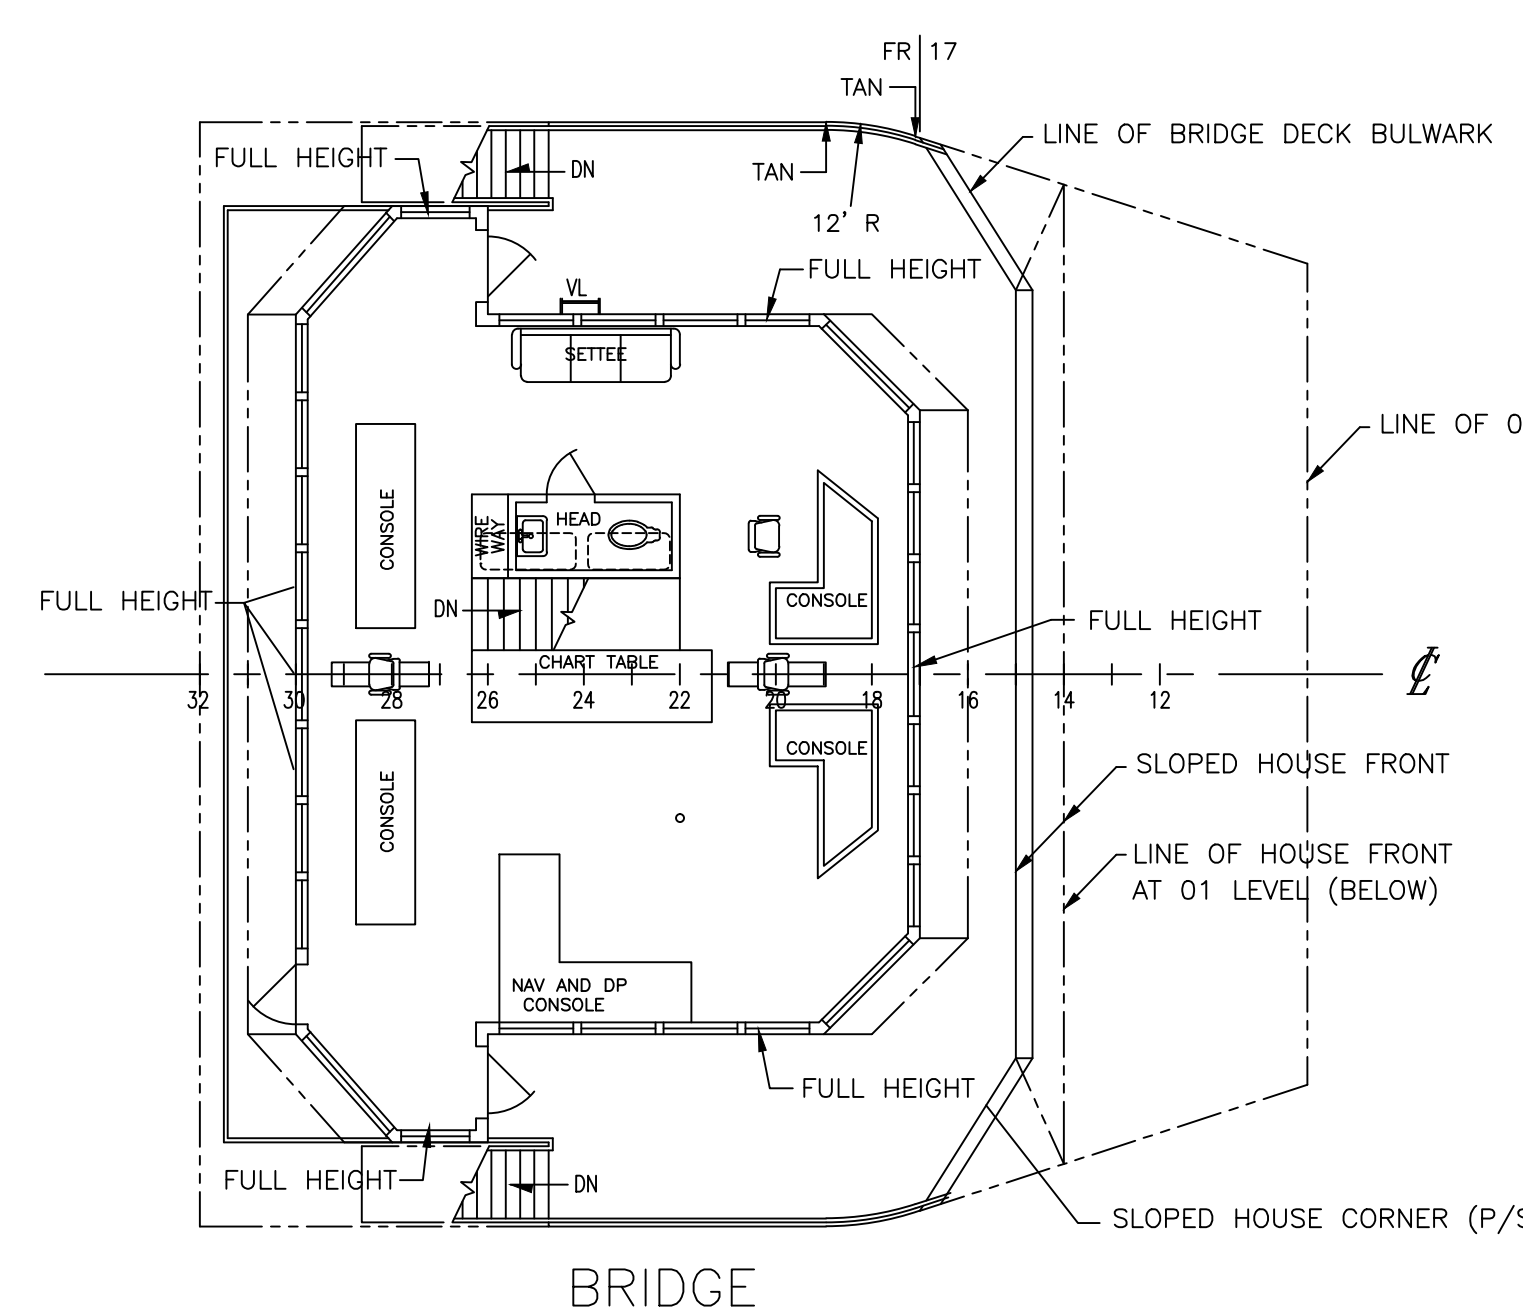 FR 17
TAN
LINE OF BRIDGE DECK BULWARK
FULL HEIGHT
DN
TAN
12' R
FULL HEIGHT
VL
SETTEE
LINE OF
CONSOLE
WIRE
WAY
HEAD
CONSOLE
FULL HEIGHT
DN
FULL HEIGHT
CHART TABLE
32 30 28 26 24 22 20 18 16 14 12
℄
CONSOLE
CONSOLE
SLOPED HOUSE FRONT
LINE OF HOUSE FRONT
AT 01 LEVEL (BELOW)
NAV AND DP
CONSOLE
FULL HEIGHT
FULL HEIGHT
DN
SLOPED HOUSE CORNER
BRIDGE